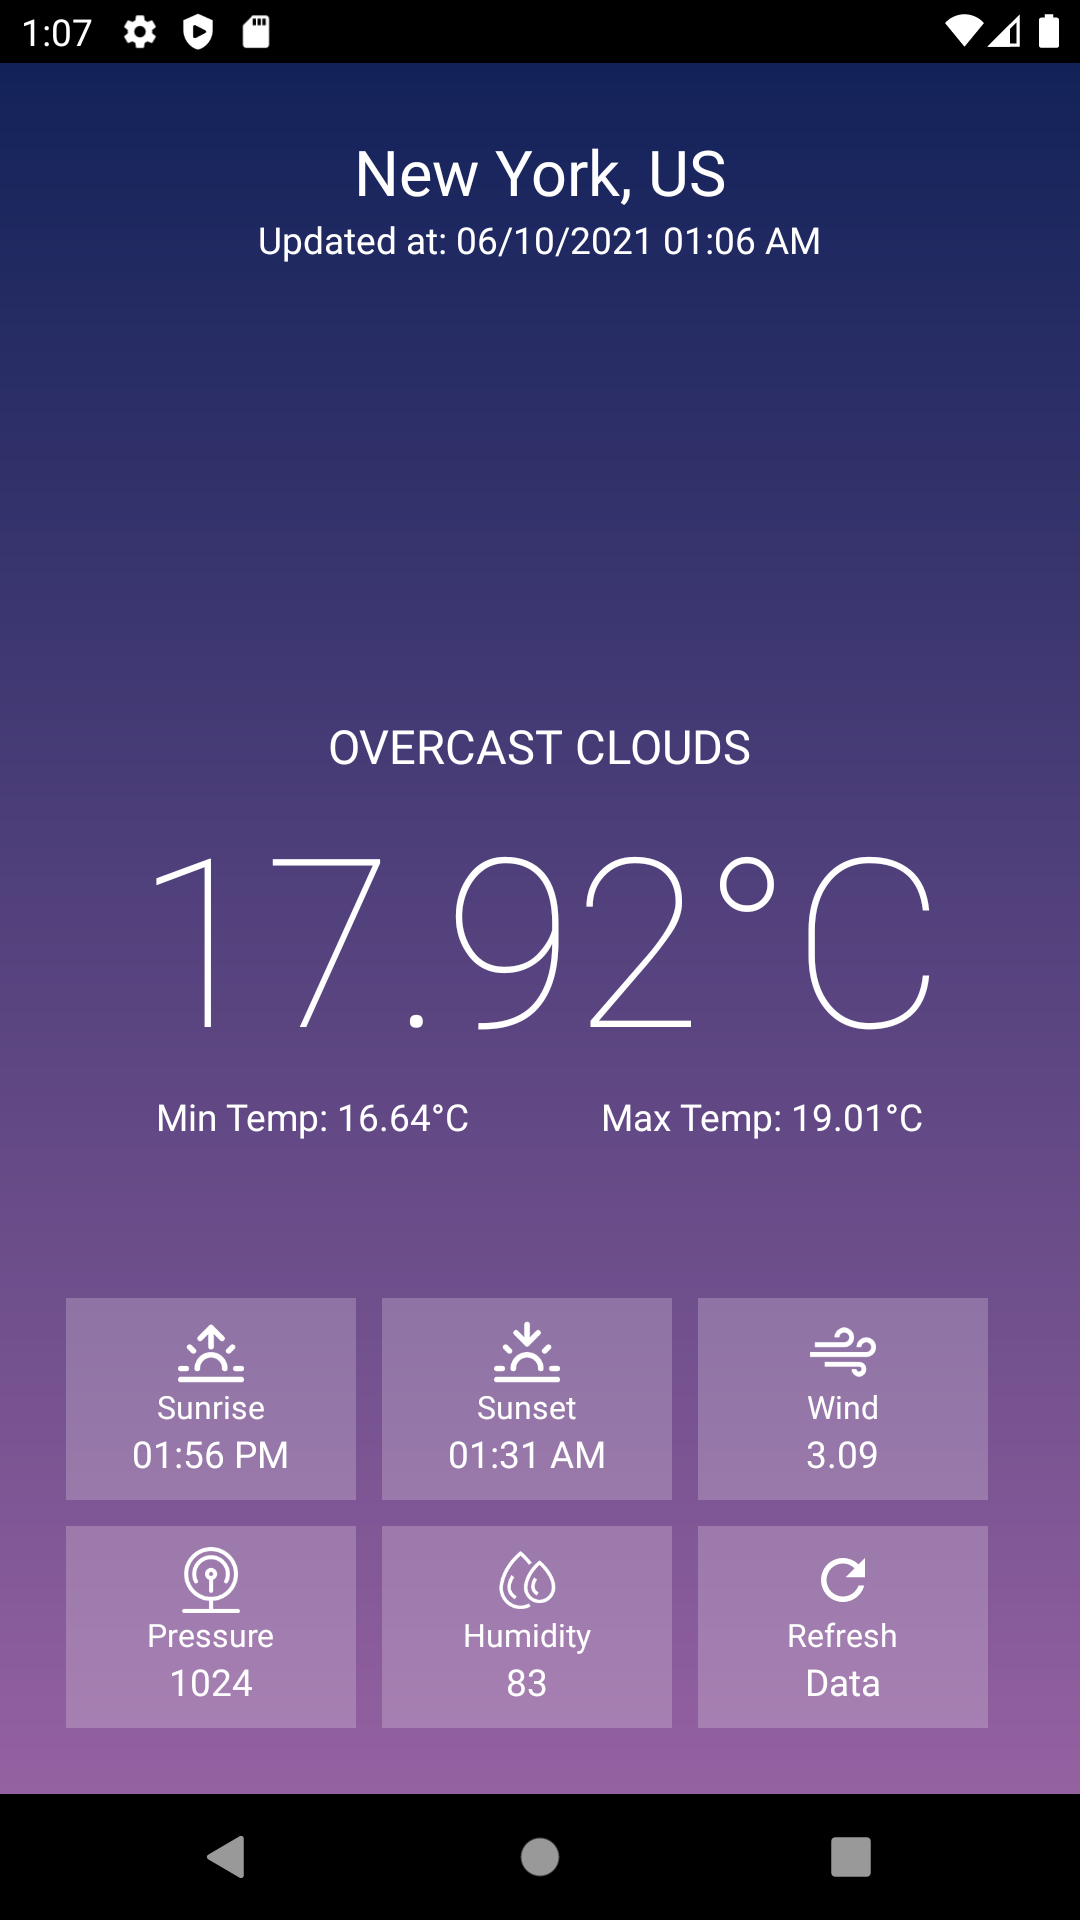 1:07
New York, US
Updated at: 06/10/2021 01:06 AM
OVERCAST CLOUDS
17.92°C
Min Temp: 16.64°C
Max Temp: 19.01°C
Sunrise
01:56 PM
Sunset
01:31 AM
Wind
3.09
Pressure
1024
Humidity
83
Refresh
Data